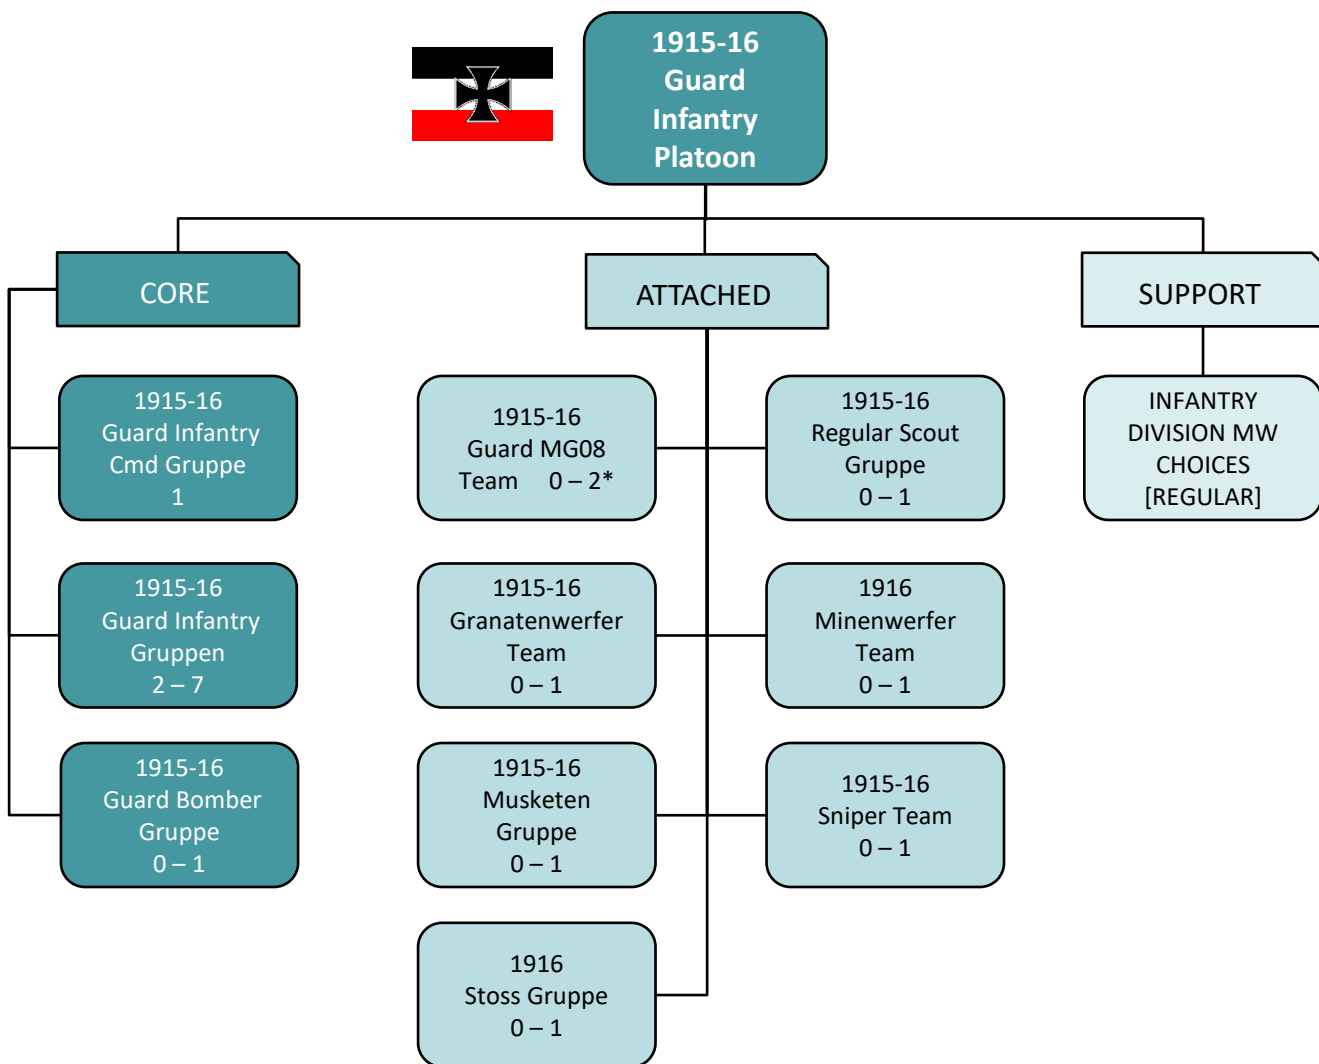 1915-16
Guard
Infantry
Platoon
CORE
ATTACHED
SUPPORT
1915-16
Guard Infantry
Cmd Gruppe
1
1915-16
Guard Infantry
Gruppen
2 – 7
1915-16
Guard Bomber
Gruppe
0 – 1
1915-16
Guard MG08
Team 0 – 2*
1915-16
Regular Scout
Gruppe
0 – 1
1915-16
Granatenwerfer
Team
0 – 1
1916
Minenwerfer
Team
0 – 1
1915-16
Musketen
Gruppe
0 – 1
1915-16
Sniper Team
0 – 1
1916
Stoss Gruppe
0 – 1
INFANTRY
DIVISION MW
CHOICES
[REGULAR]